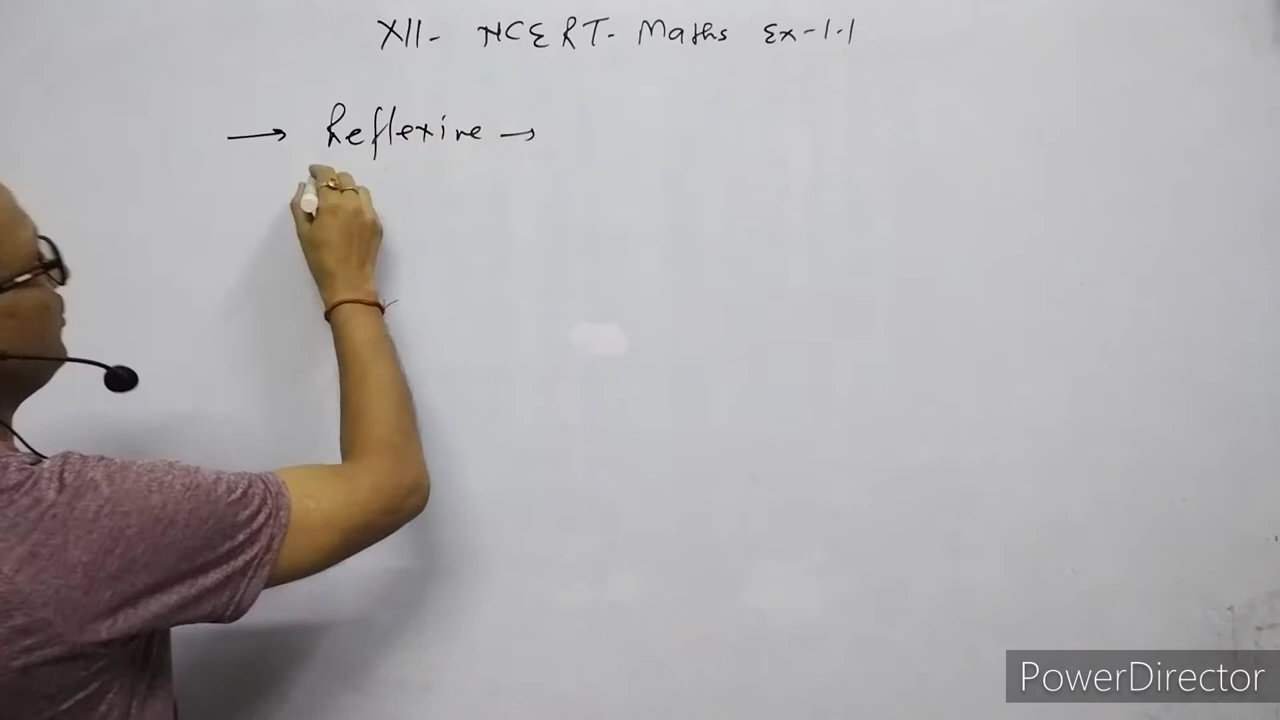 XII- NCERT- Maths Ex-1.1
→ Reflexive →
PowerDirector